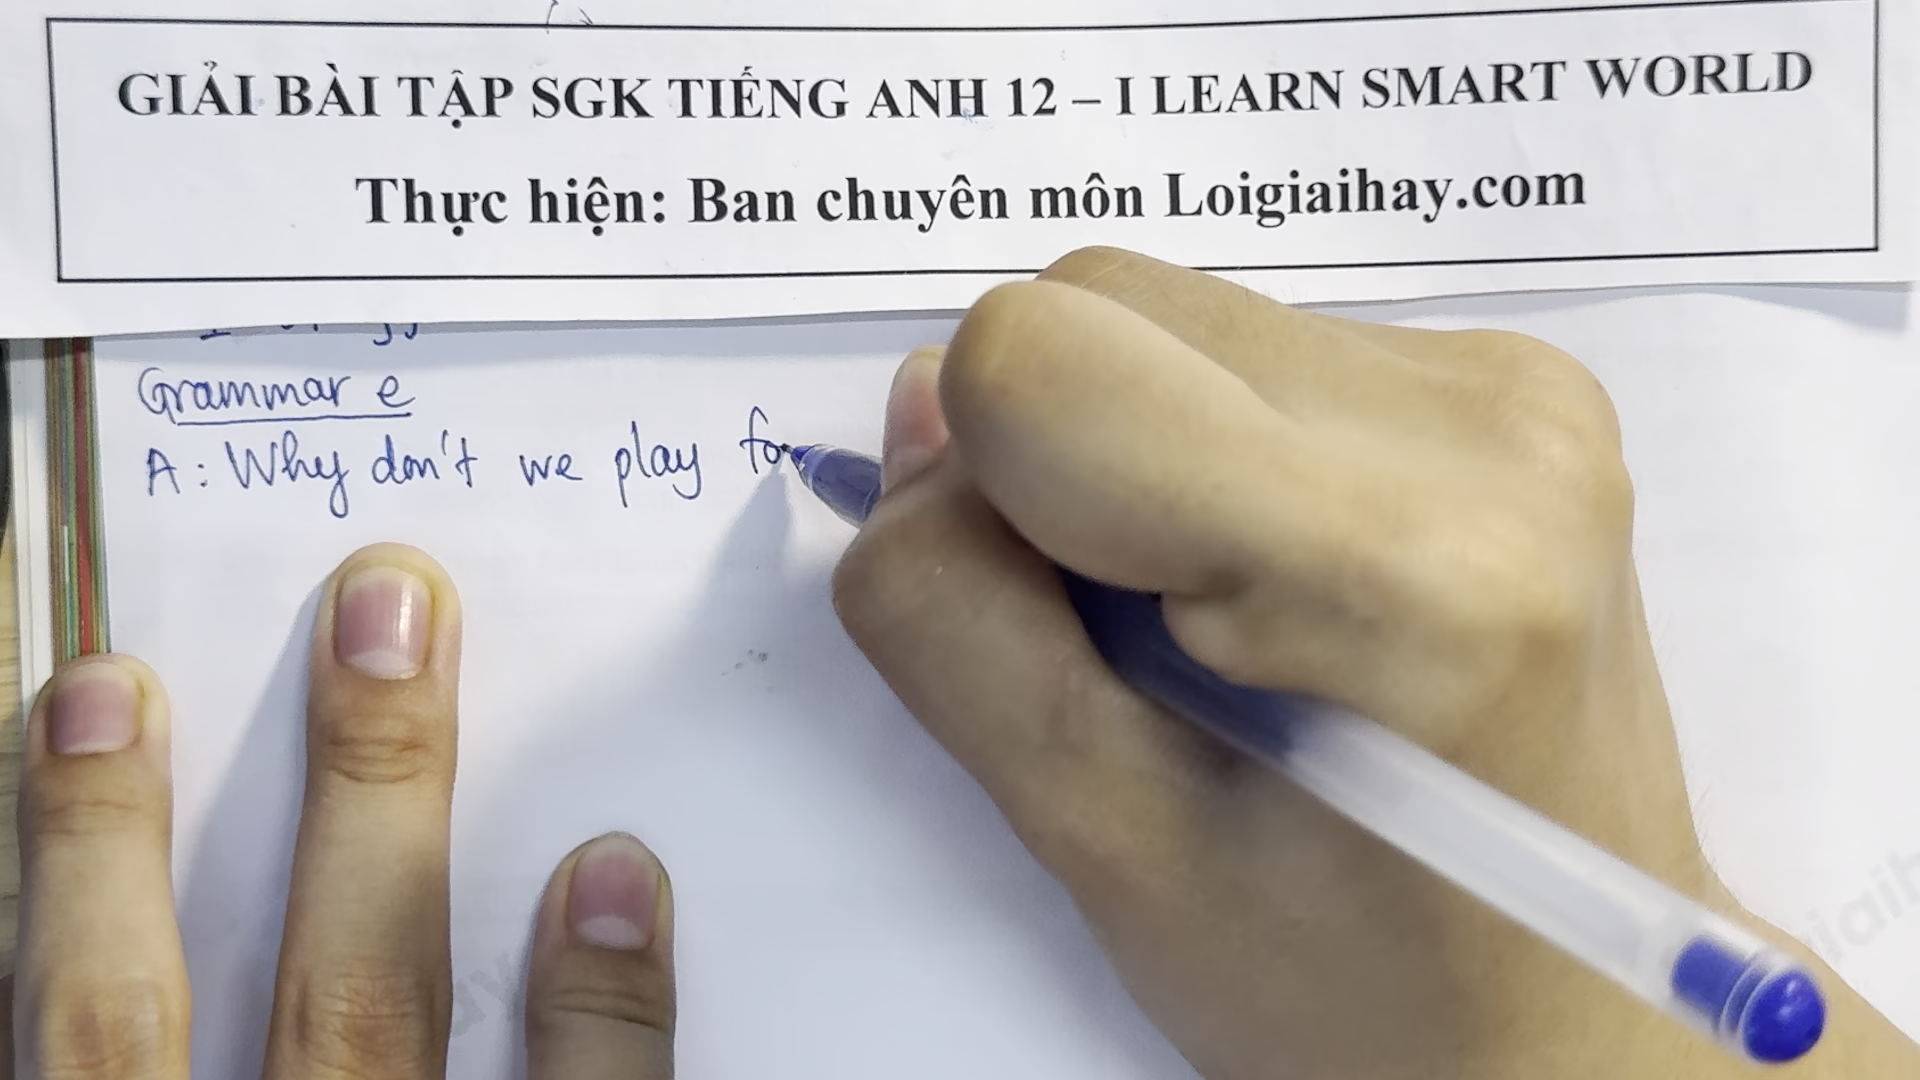 GIẢI BÀI TẬP SGK TIẾNG ANH 12 – I LEARN SMART WORLD
Thực hiện: Ban chuyên môn Loigiaihay.com
Grammar e
A: Why don't we play fo